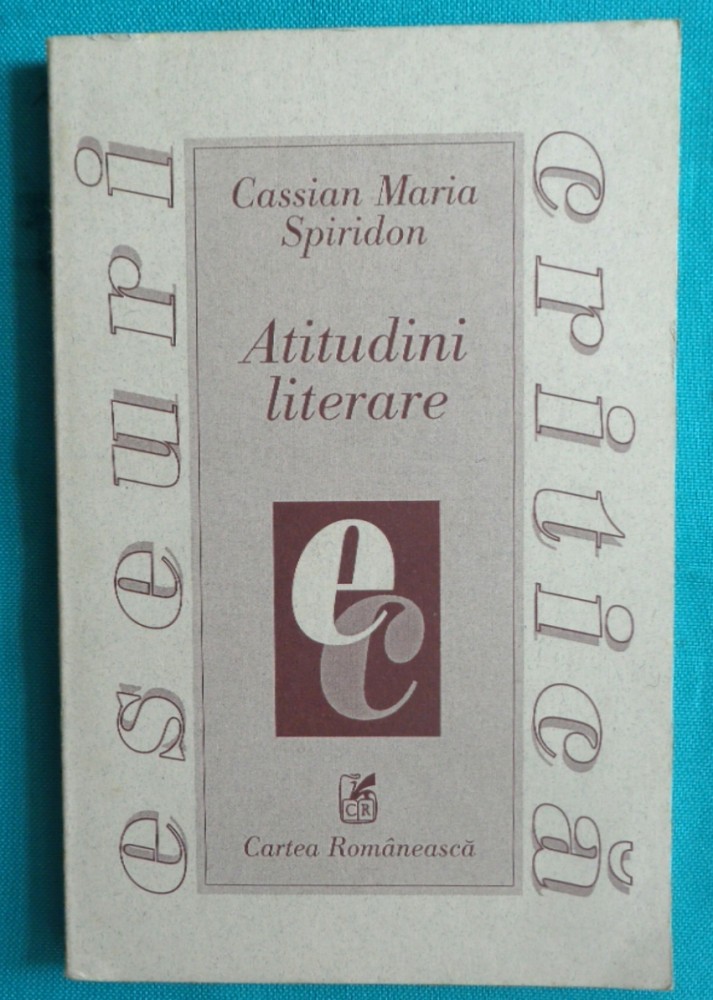 eseuri
Cassian Maria
Spiridon
Atitudini
literare
ec
CR
Cartea Românească
critică